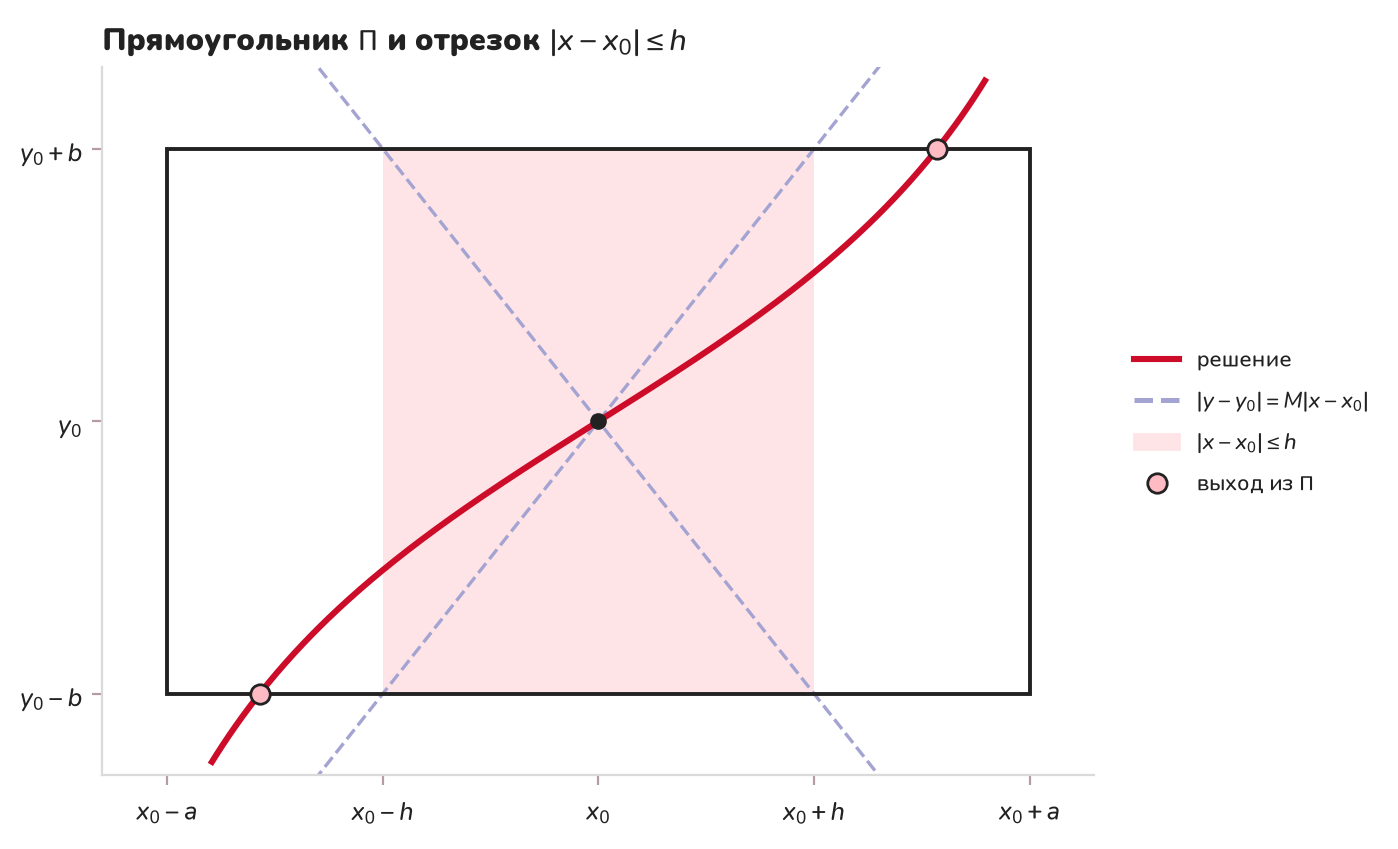 Прямоугольник П и отрезок |x − x₀| ≤ h
y₀ + b
y₀
y₀ − b
x₀ − a
x₀ − h
x₀
x₀ + h
x₀ + a
решение
|y − y₀| = M|x − x₀|
|x − x₀| ≤ h
выход из П